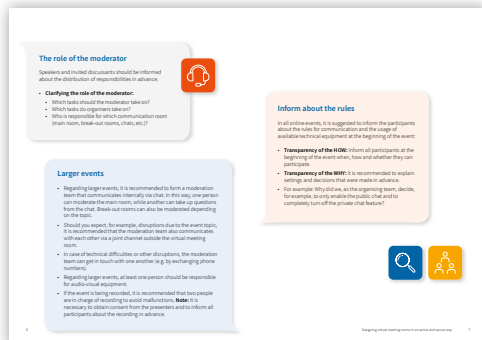 The role of the moderator
Speakers and invited discussants should be informed
about the distribution of responsibilities in advance.
• Clarifying the role of the moderator:
• Which tasks should the moderator take on?
• Which tasks do organisers take on?
• Who is responsible for which communication room
(main room, break-out rooms, chats, etc.)?
Larger events
• Regarding larger events, it is recommended to form a moderation
team that communicates internally via chat. In this way, one person
can moderate the main room, while another can take up questions
from the chat. Break-out rooms can also be moderated depending
on the topic.
• Should you expect, for example, disruptions due to the event topic,
it is recommended that the moderation team also communicates
with each other via a joint channel outside the virtual meeting
room.
• In case of technical difficulties or other disruptions, the moderation
team can get in touch with one another (e.g. by exchanging phone
numbers).
• Regarding larger events, at least one person should be responsible
for audio-visual equipment.
• If the event is being recorded, it is recommended that two people
are in charge of recording to avoid malfunctions. Note: It is
necessary to obtain consent from the presenters and to inform all
participants about the recording in advance.
6
Inform about the rules
In all online events, it is suggested to inform the participants
about the rules for communication and the usage of
available technical equipment at the beginning of the event:
• Transparency of the HOW: Inform all participants at the
beginning of the event when, how and whether they can
participate.
• Transparency of the WHY: It is recommended to explain
settings and decisions that were made in advance.
• For example: Why did we, as the organising team, decide,
for example, to only enable the public chat and to
completely turn off the private chat feature?
Designing virtual meeting rooms in an active and secure way
7